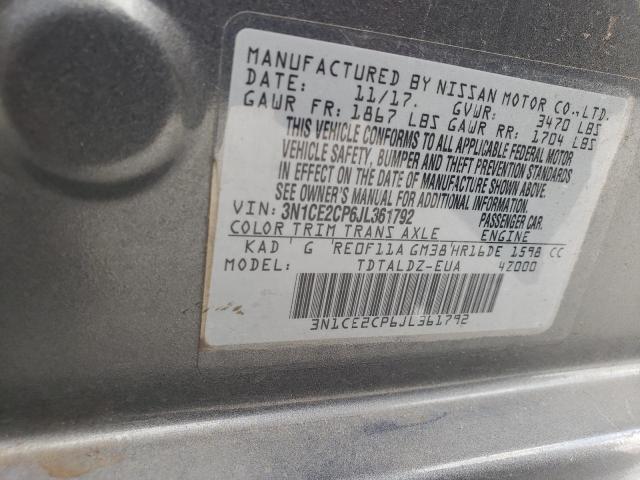 MANUFACTURED BY NISSAN MOTOR CO., LTD.
DATE: 11/17. GVWR: 3470 LBS
GAWR FR: 1867 LBS GAWR RR: 1704 LBS
THIS VEHICLE CONFORMS TO ALL APPLICABLE FEDERAL MOTOR
VEHICLE SAFETY, BUMPER AND THEFT PREVENTION STANDARDS
IN EFFECT ON THE DATE OF MANUFACTURE SHOWN ABOVE.
SEE OWNER'S MANUAL FOR ADDITIONAL INFORMATION.
VIN: 3N1CE2CP6JL361792 PASSENGER CAR.
COLOR TRIM TRANS AXLE ENGINE
KAD G RE0F11A GM38 HR16DE 1598 CC
MODEL: TDTALDZ-EUA 42000
3N1CE2CP6JL361792